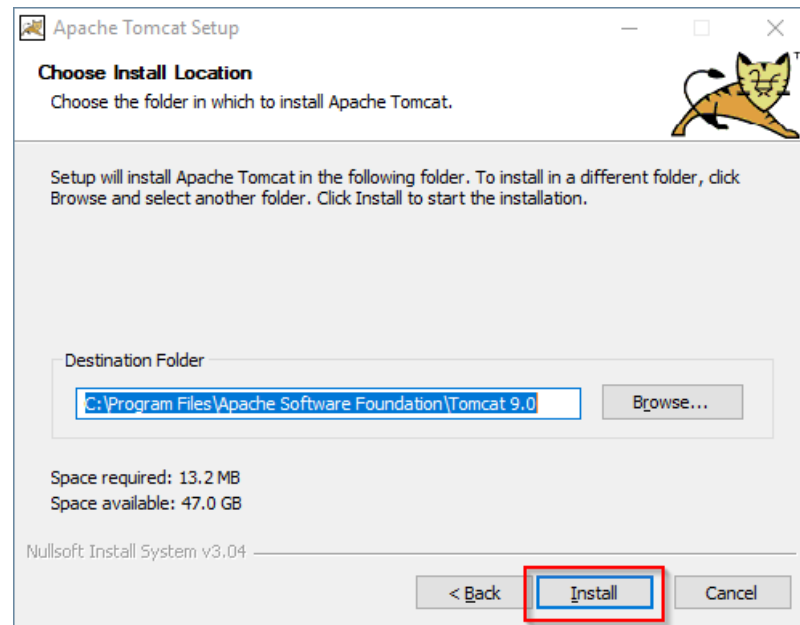 Apache Tomcat Setup
Choose Install Location
Choose the folder in which to install Apache Tomcat.
Setup will install Apache Tomcat in the following folder. To install in a different folder, click
Browse and select another folder. Click Install to start the installation.
Destination Folder
C:\Program Files\Apache Software Foundation\Tomcat 9.0
Browse...
Space required: 13.2 MB
Space available: 47.0 GB
Nullsoft Install System v3.04
< Back Install Cancel